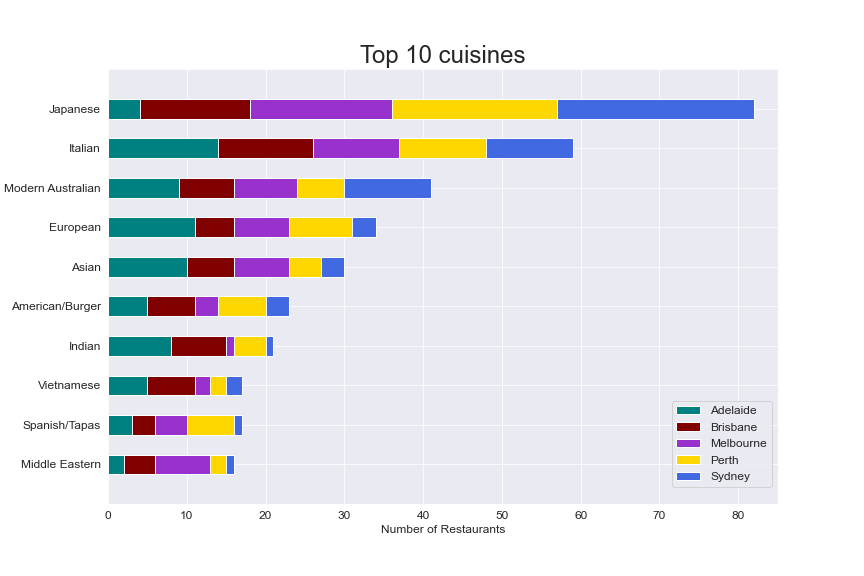 Top 10 cuisines
Japanese
Italian
Modern Australian
European
Asian
American/Burger
Indian
Vietnamese
Spanish/Tapas
Middle Eastern
Adelaide
Brisbane
Melbourne
Perth
Sydney
0 10 20 30 40 50 60 70 80
Number of Restaurants